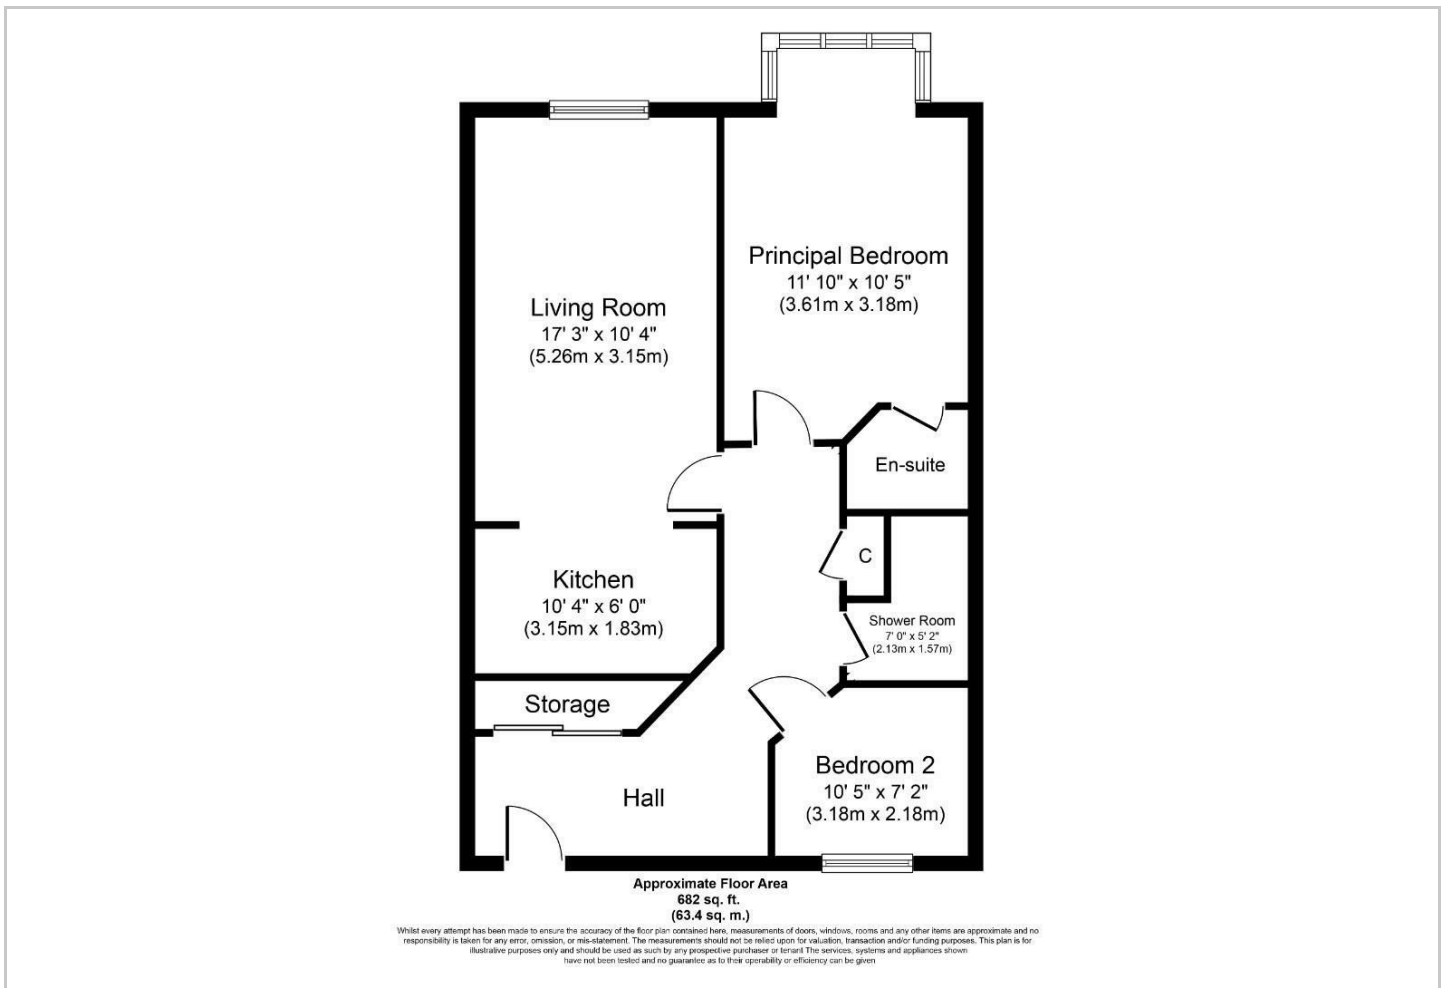 Principal Bedroom
11' 10" x 10' 5"
(3.61m x 3.18m)
Living Room
17' 3" x 10' 4"
(5.26m x 3.15m)
En-suite
C
Kitchen
10' 4" x 6' 0"
(3.15m x 1.83m)
Shower Room
7' 0" x 5' 2"
(2.13m x 1.57m)
Storage
Bedroom 2
10' 5" x 7' 2"
(3.18m x 2.18m)
Hall
Approximate Floor Area
682 sq. ft.
(63.4 sq. m.)
Whilst every attempt has been made to ensure the accuracy of the floor plan contained here, measurements of doors, windows, rooms and any other items are approximate and no
responsibility is taken for any error, omission, or mis-statement. The measurements should not be relied upon for valuation, transaction and/or funding purposes. This plan is for
illustrative purposes only and should be used as such by any prospective purchaser or tenant The services, systems and appliances shown
have not been tested and no guarantee as to their operability or efficiency can be given